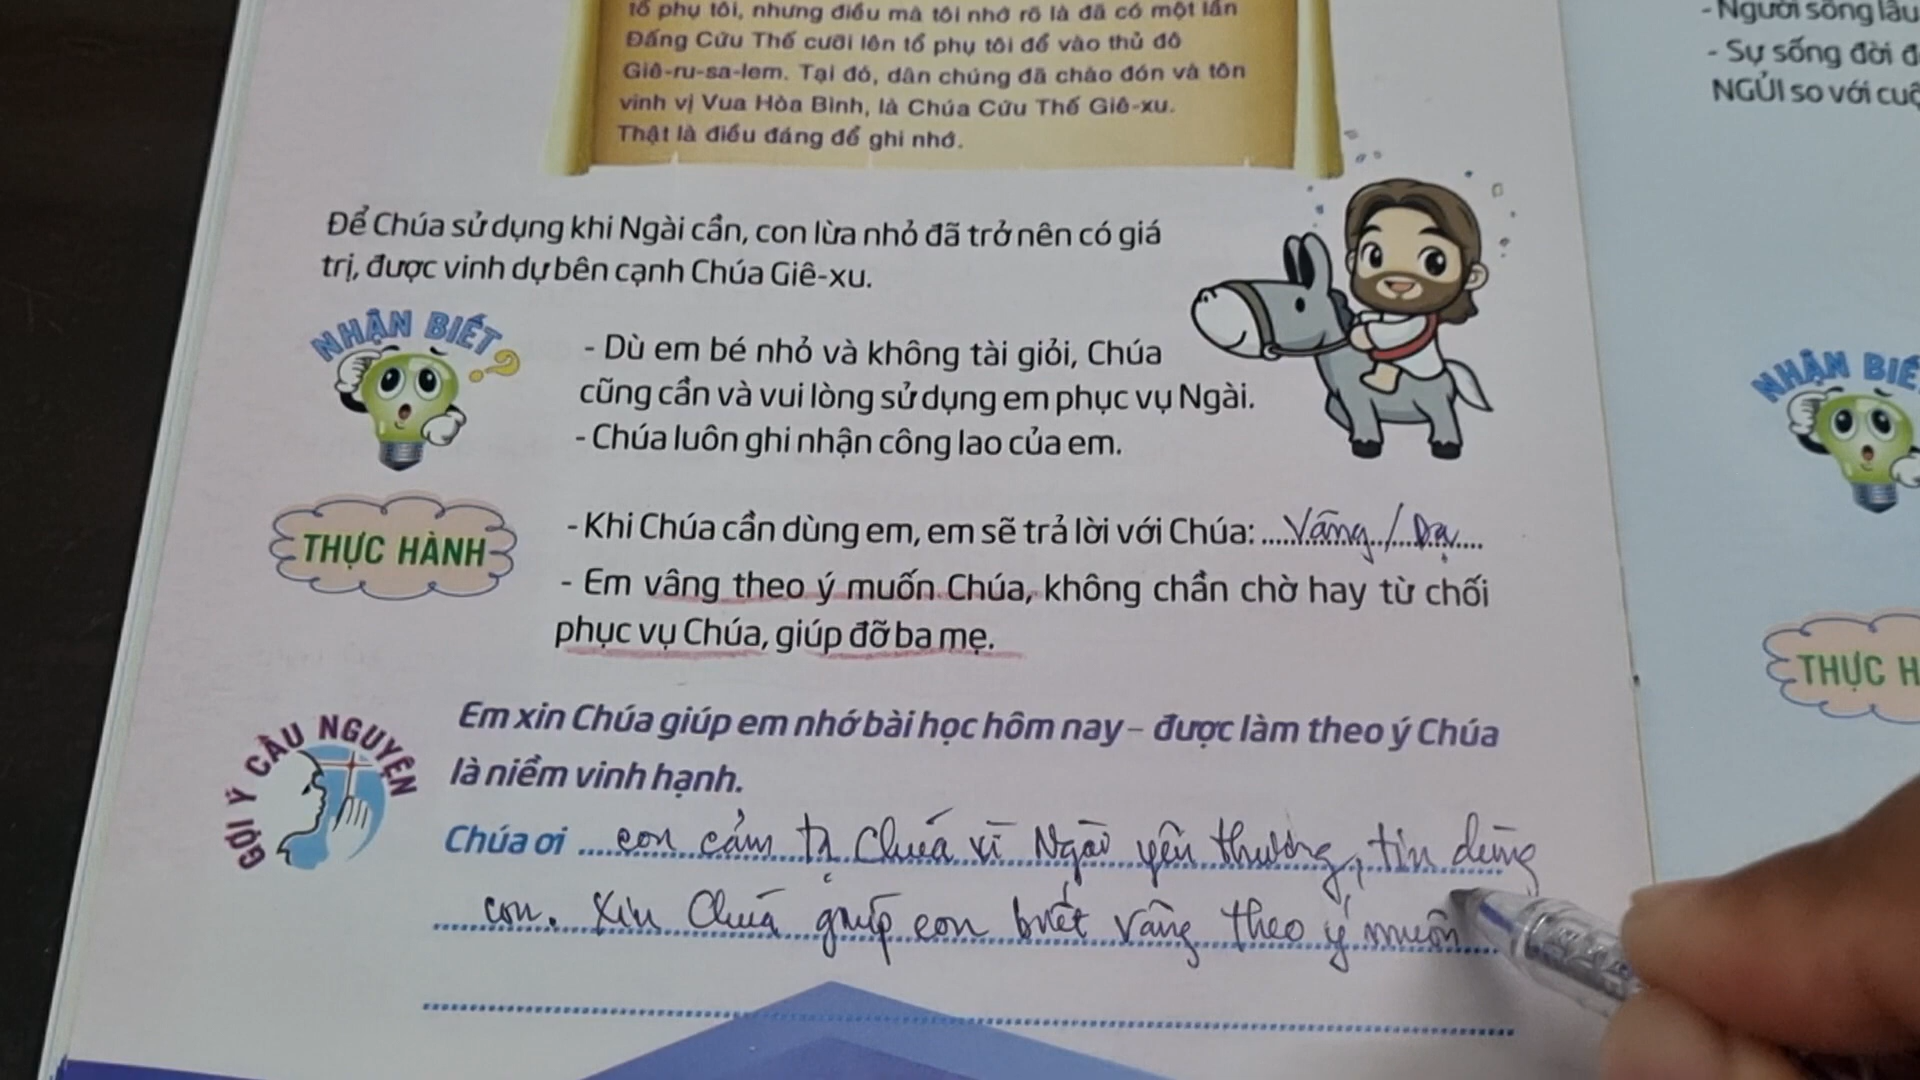 tổ phụ tôi, nhưng điều mà tôi nhớ rõ là đã có một lần
Đấng Cứu Thế cưỡi lên tổ phụ tôi để vào thủ đô
Giê-ru-sa-lem. Tại đó, dân chúng đã chào đón và tôn
vinh vị Vua Hòa Bình, là Chúa Cứu Thế Giê-xu.
Thật là điều đáng để ghi nhớ.
Để Chúa sử dụng khi Ngài cần, con lừa nhỏ đã trở nên có giá
trị, được vinh dự bên cạnh Chúa Giê-xu.
NHẬN BIẾT?
- Dù em bé nhỏ và không tài giỏi, Chúa
cũng cần và vui lòng sử dụng em phục vụ Ngài.
- Chúa luôn ghi nhận công lao của em.
THỰC HÀNH
- Khi Chúa cần dùng em, em sẽ trả lời với Chúa: ....Vâng / Dạ....
- Em vâng theo ý muốn Chúa, không chần chờ hay từ chối
phục vụ Chúa, giúp đỡ ba mẹ.
GỢI Ý CẦU NGUYỆN
Em xin Chúa giúp em nhớ bài học hôm nay – được làm theo ý Chúa
là niềm vinh hạnh.
Chúa ơi ....con cảm tạ Chúa vì Ngài yêu thương, tin dùng
con. Xin Chúa giúp con biết vâng theo ý muốn
- Người sống lâu
- Sự sống đời đ
NGỦI so với cuộ
NHẬN BIẾ
THỰC H